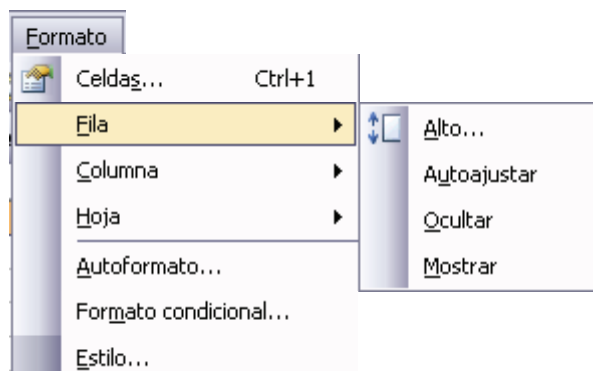 Formato
Celdas... Ctrl+1
Fila
Alto...
Columna
Autoajustar
Hoja
Ocultar
Autoformato...
Mostrar
Formato condicional...
Estilo...